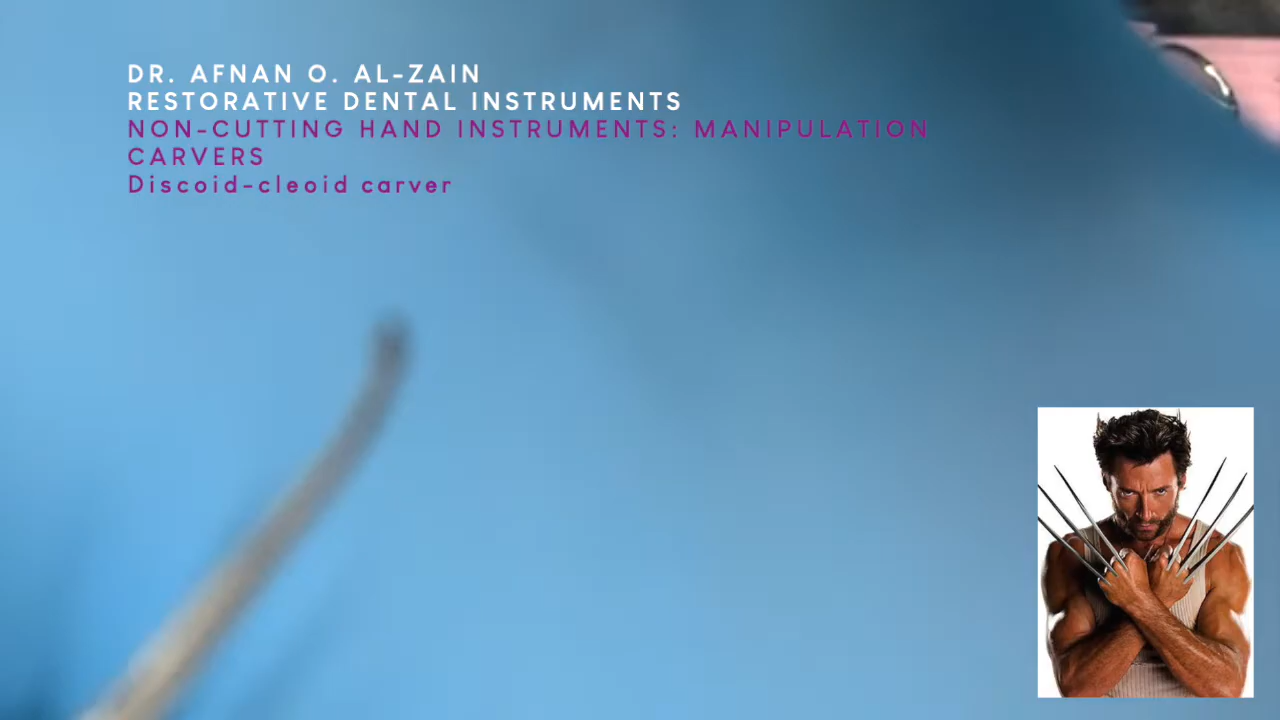 DR. AFNAN O. AL-ZAIN
RESTORATIVE DENTAL INSTRUMENTS
NON-CUTTING HAND INSTRUMENTS: MANIPULATION
CARVERS
Discoid-cleoid carver